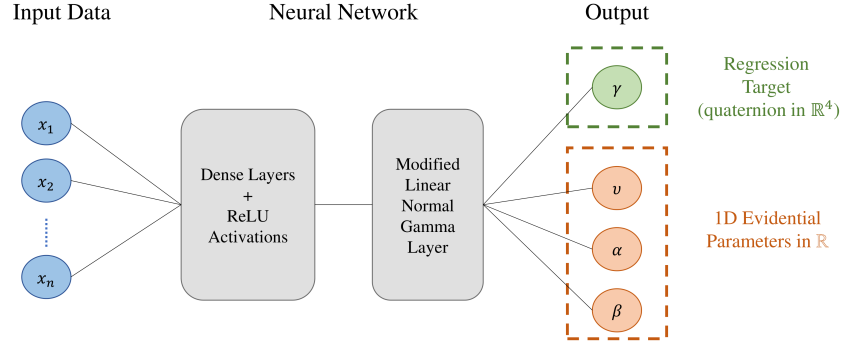 Input Data
Neural Network
Output
x₁
x₂
xₙ
Dense Layers
+
ReLU
Activations
Modified
Linear
Normal
Gamma
Layer
γ
υ
α
β
Regression
Target
(quaternion in ℝ⁴)
1D Evidential
Parameters in ℝ